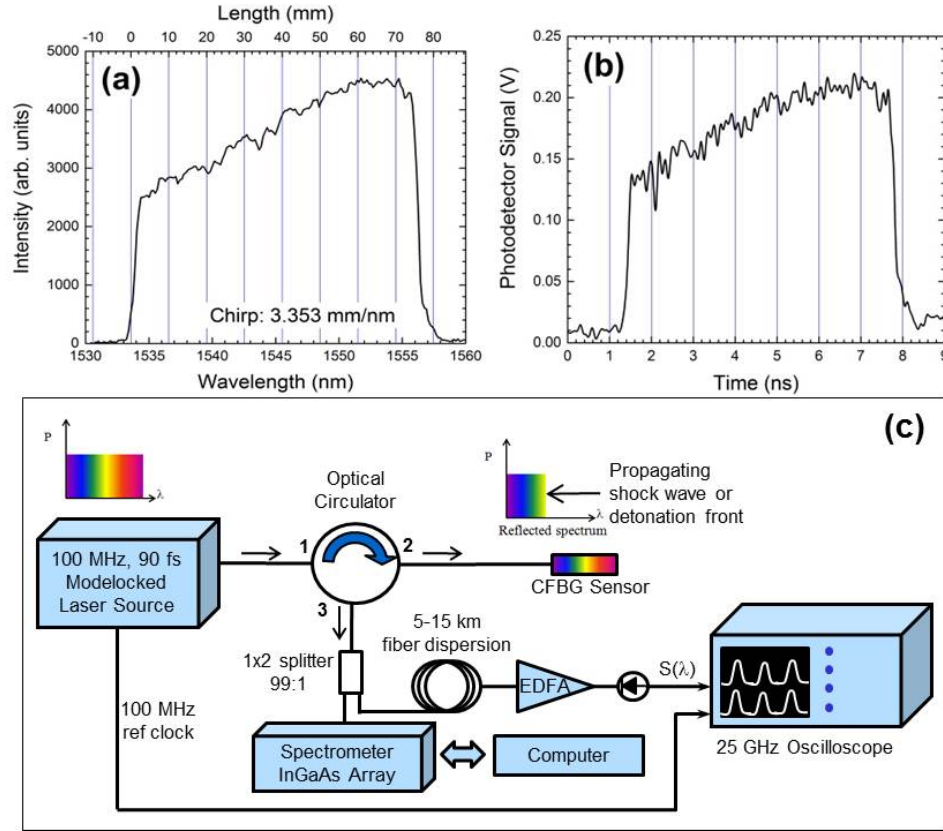 Length (mm)
-10 0 10 20 30 40 50 60 70 80
5000
4000
3000
2000
1000
0
Intensity (arb. units)
(a)
Chirp: 3.353 mm/nm
1530 1535 1540 1545 1550 1555 1560
Wavelength (nm)
0.25
0.20
0.15
0.10
0.05
0.00
Photodetector Signal (V)
(b)
0 1 2 3 4 5 6 7 8 9
Time (ns)
(c)
P
λ
P
λ
Reflected spectrum
Propagating
shock wave or
detonation front
Optical
Circulator
100 MHz, 90 fs
Modelocked
Laser Source
1
2
3
CFBG Sensor
5-15 km
fiber dispersion
1x2 splitter
99:1
EDFA
S(λ)
100 MHz
ref clock
Spectrometer
InGaAs Array
Computer
25 GHz Oscilloscope